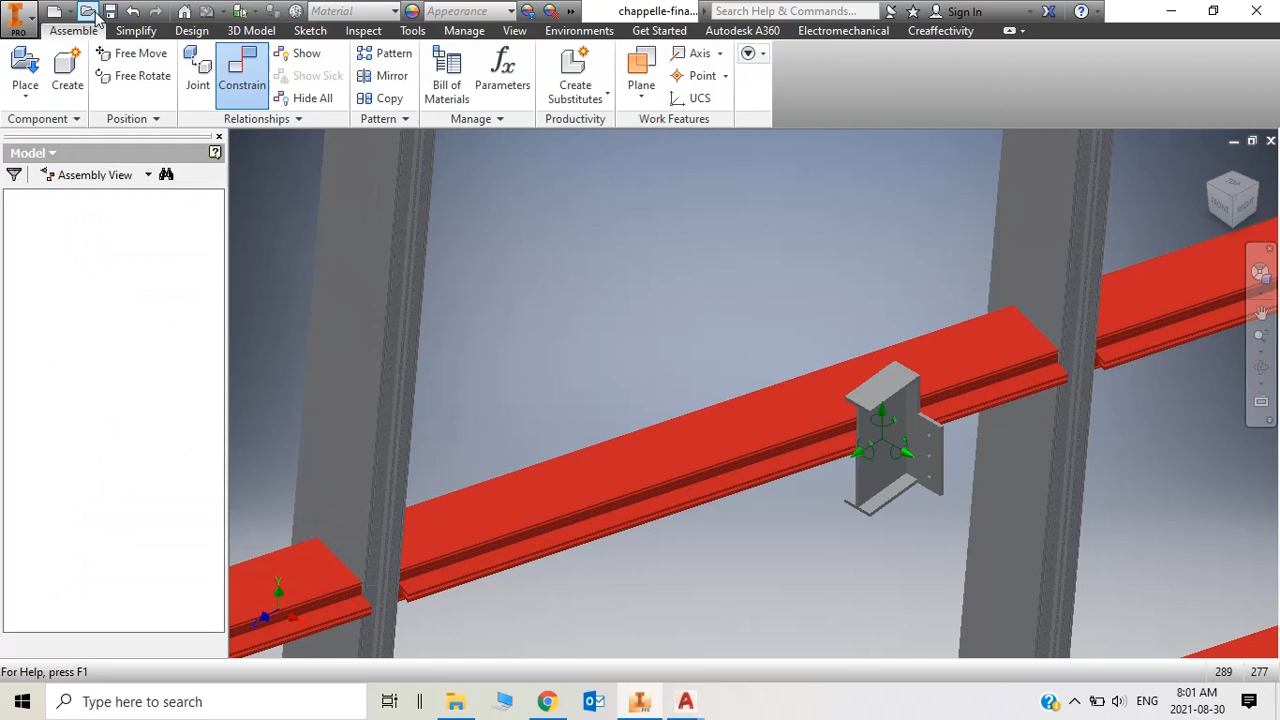 PRO
Material
Appearance
chappelle-fina...
Search Help & Commands...
Sign In
Assemble
Simplify
Design
3D Model
Sketch
Inspect
Tools
Manage
View
Environments
Get Started
Autodesk A360
Electromechanical
Creaffectivity
Place
Create
Free Move
Free Rotate
Joint
Constrain
Show
Show Sick
Hide All
Pattern
Mirror
Copy
Bill of
Materials
Parameters
Create
Substitutes
Plane
Axis
Point
UCS
Component
Position
Relationships
Pattern
Manage
Productivity
Work Features
Model
Assembly View
TOP
FRONT
RIGHT
Y
For Help, press F1
289
277
Type here to search
ENG
8:01 AM
2021-08-30